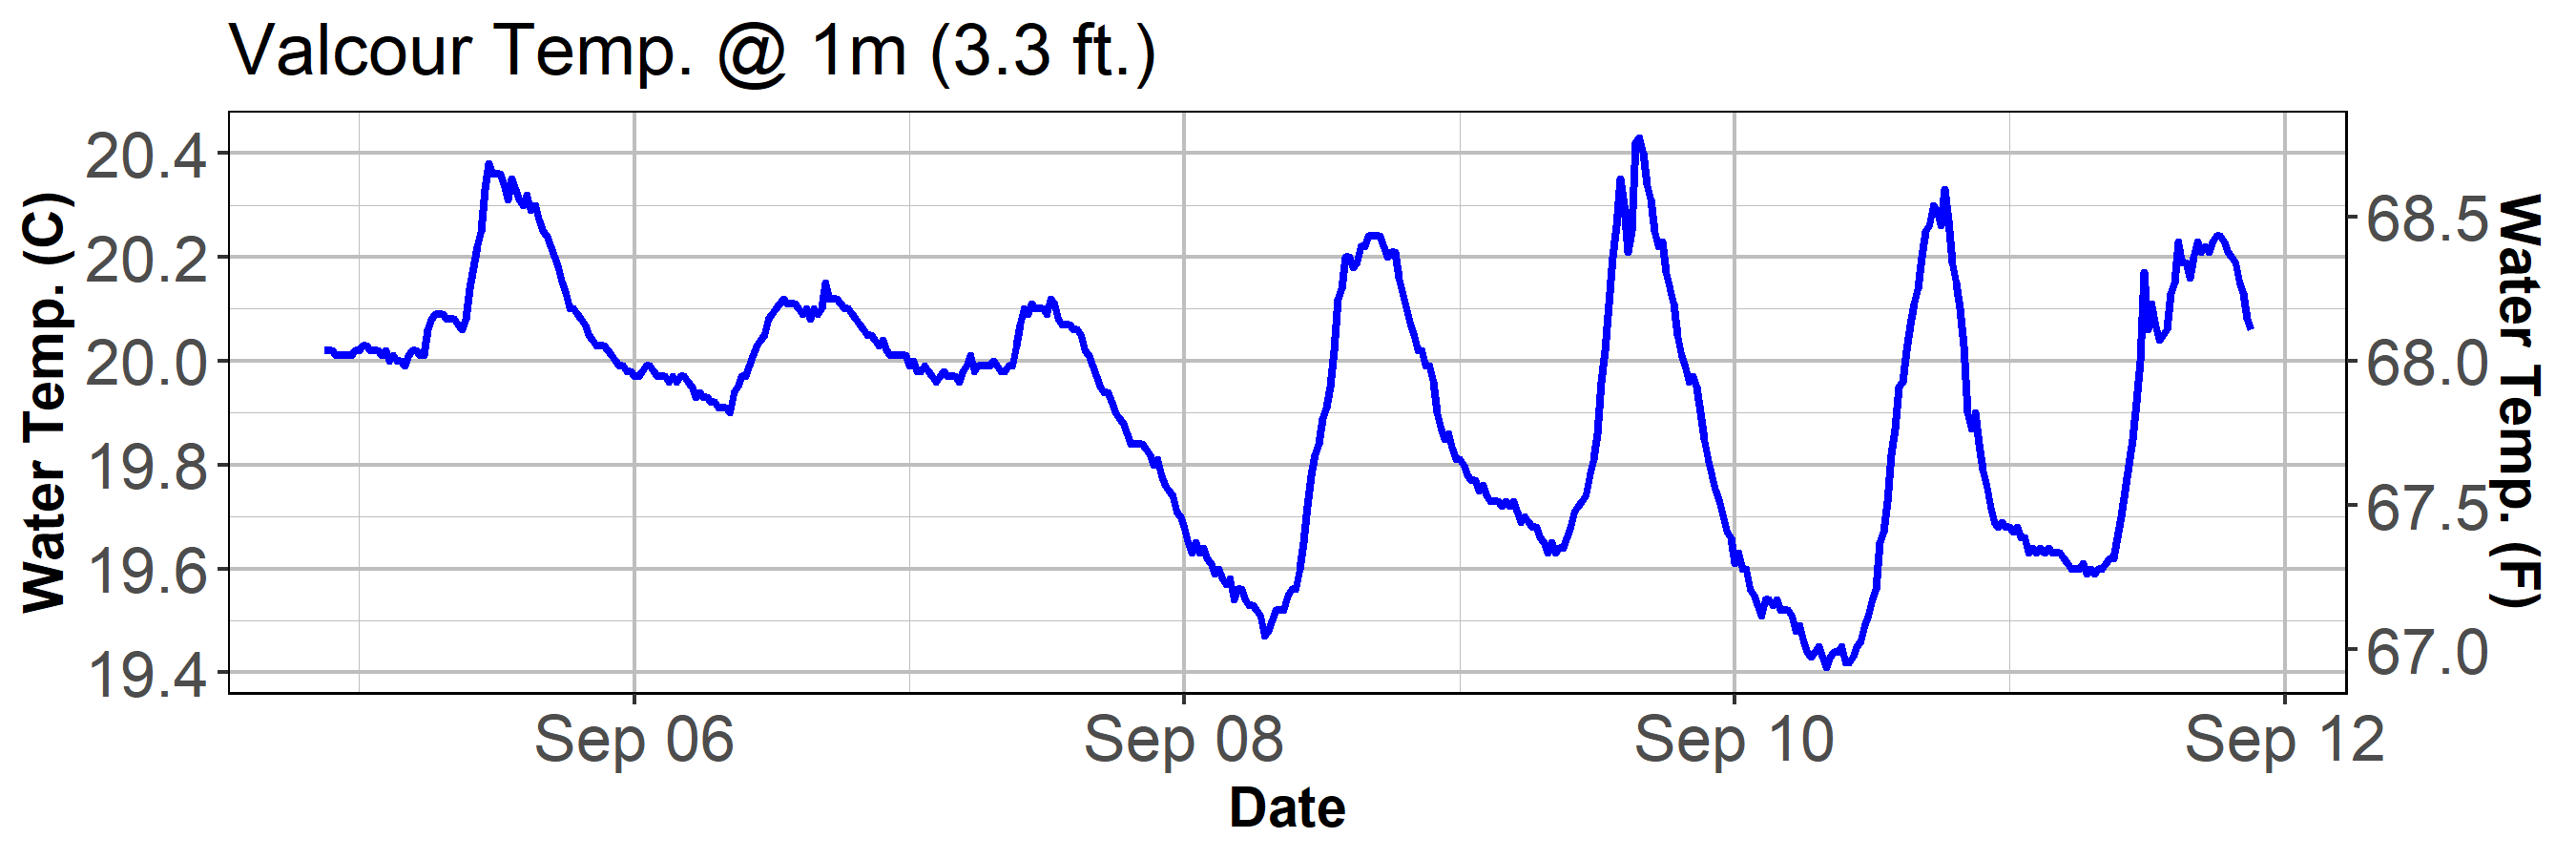 Valcour Temp. @ 1m (3.3 ft.)
Water Temp. (C)
20.4
20.2
20.0
19.8
19.6
19.4
68.5
68.0
67.5
67.0
Water Temp. (F)
Sep 06
Sep 08
Sep 10
Sep 12
Date